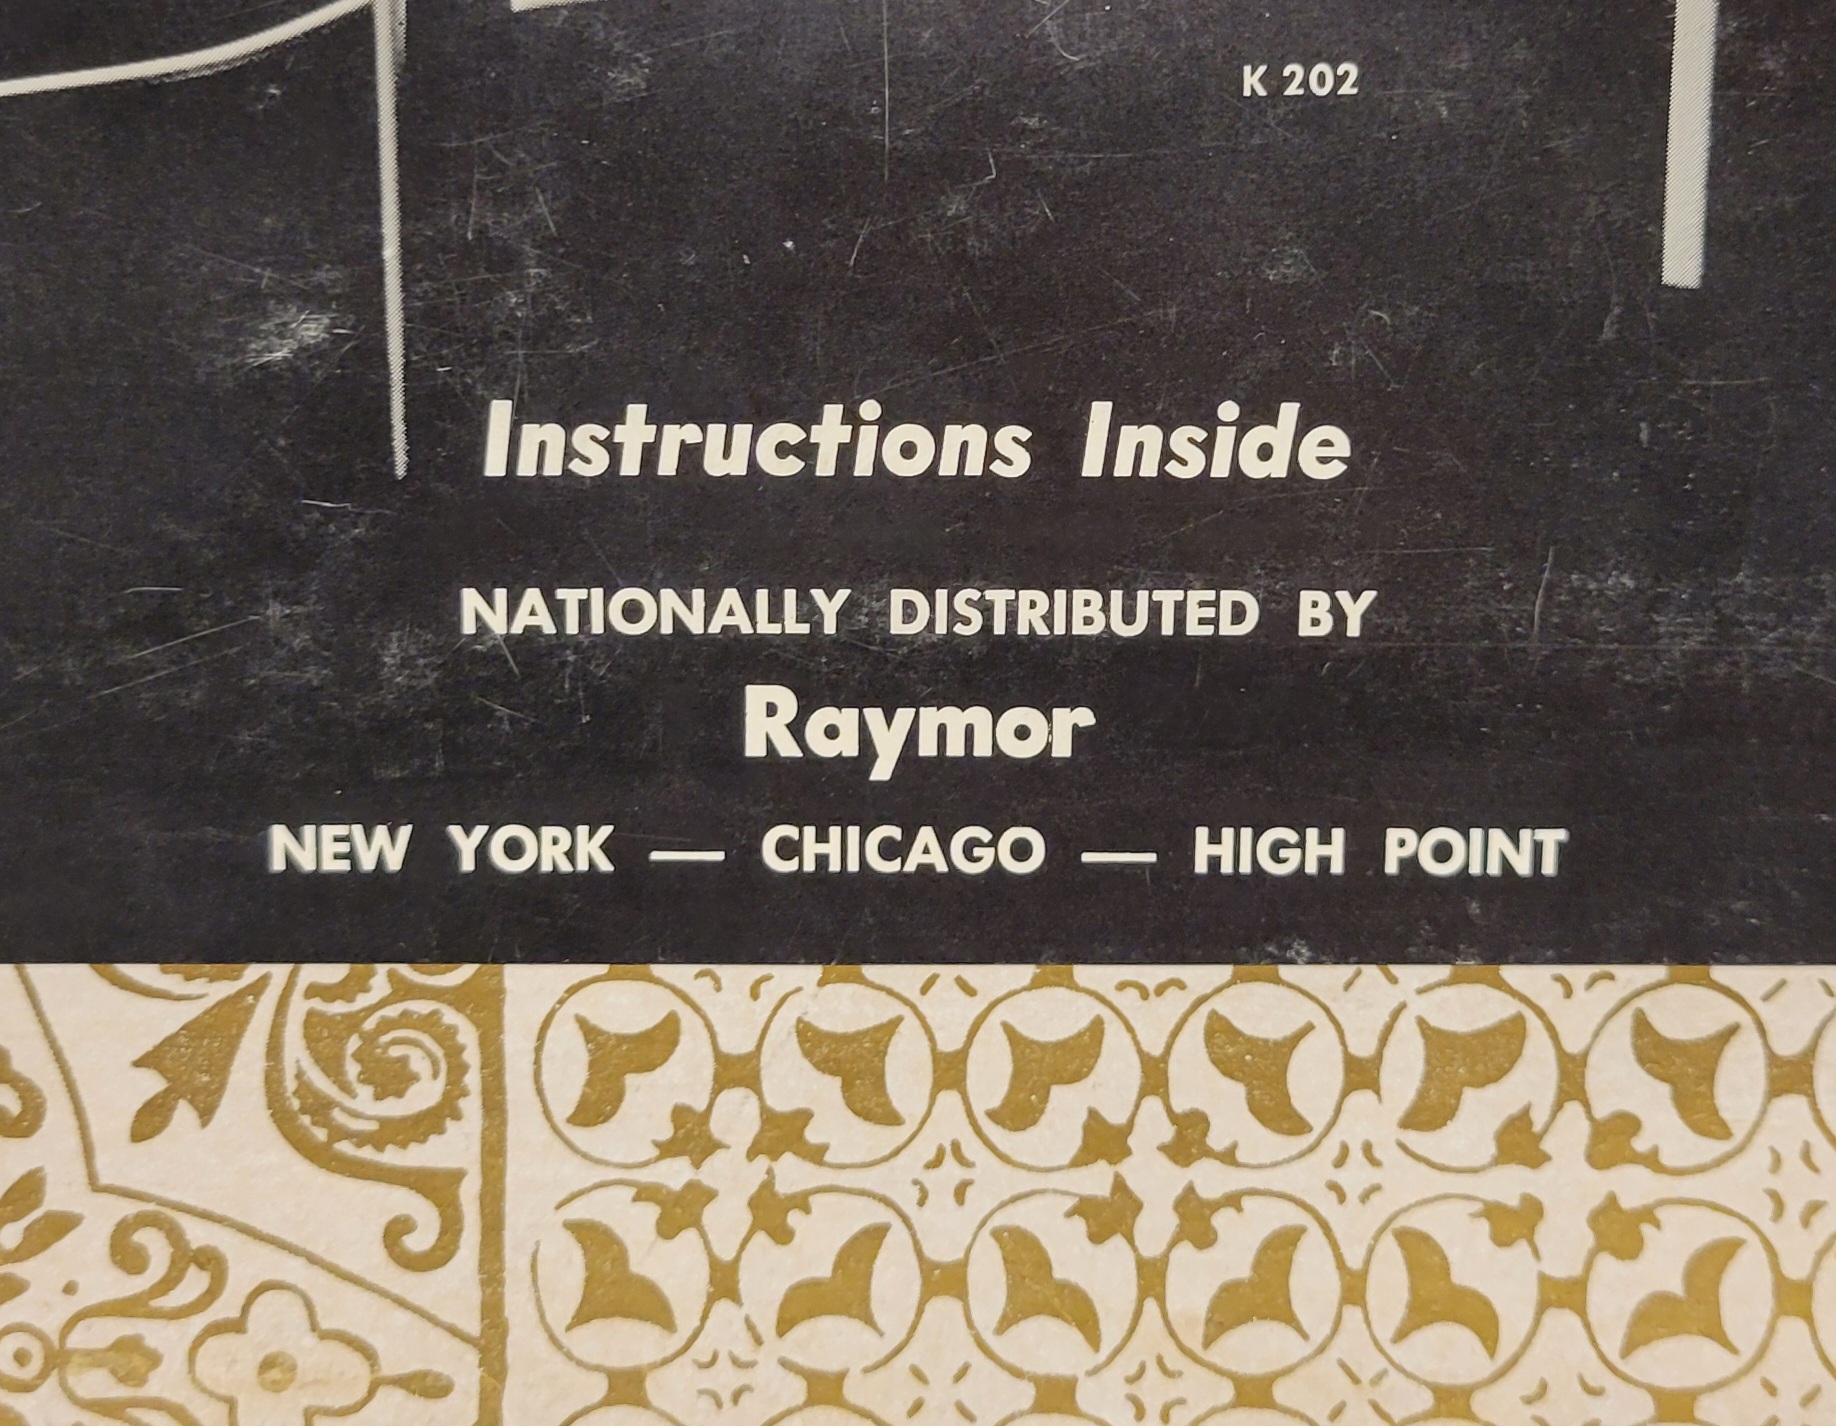 K 202
Instructions Inside
NATIONALLY DISTRIBUTED BY
Raymor
NEW YORK — CHICAGO — HIGH POINT